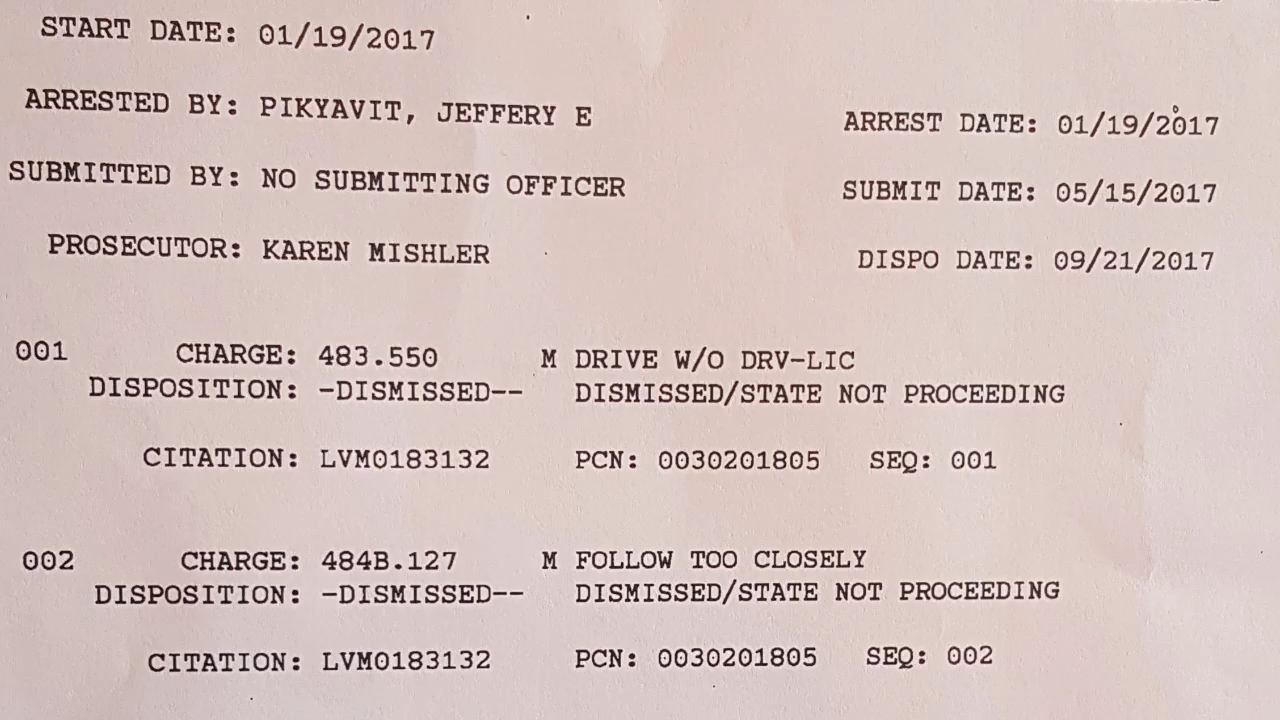 START DATE: 01/19/2017
ARRESTED BY: PIKYAVIT, JEFFERY E ARREST DATE: 01/19/2017
SUBMITTED BY: NO SUBMITTING OFFICER SUBMIT DATE: 05/15/2017
PROSECUTOR: KAREN MISHLER DISPO DATE: 09/21/2017
001 CHARGE: 483.550 M DRIVE W/O DRV-LIC
DISPOSITION: -DISMISSED-- DISMISSED/STATE NOT PROCEEDING
CITATION: LVM0183132 PCN: 0030201805 SEQ: 001
002 CHARGE: 484B.127 M FOLLOW TOO CLOSELY
DISPOSITION: -DISMISSED-- DISMISSED/STATE NOT PROCEEDING
CITATION: LVM0183132 PCN: 0030201805 SEQ: 002